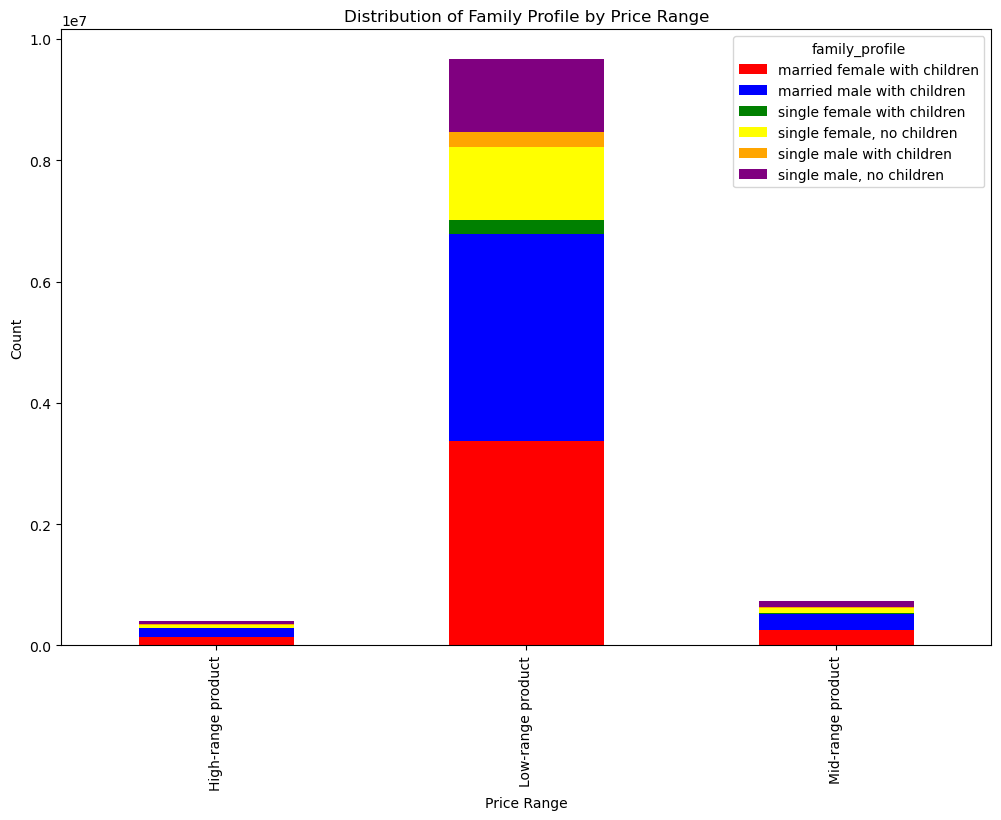 Distribution of Family Profile by Price Range
1e7
1.0
0.8
0.6
0.4
0.2
0.0
Count
family_profile
married female with children
married male with children
single female with children
single female, no children
single male with children
single male, no children
High-range product
Low-range product
Mid-range product
Price Range